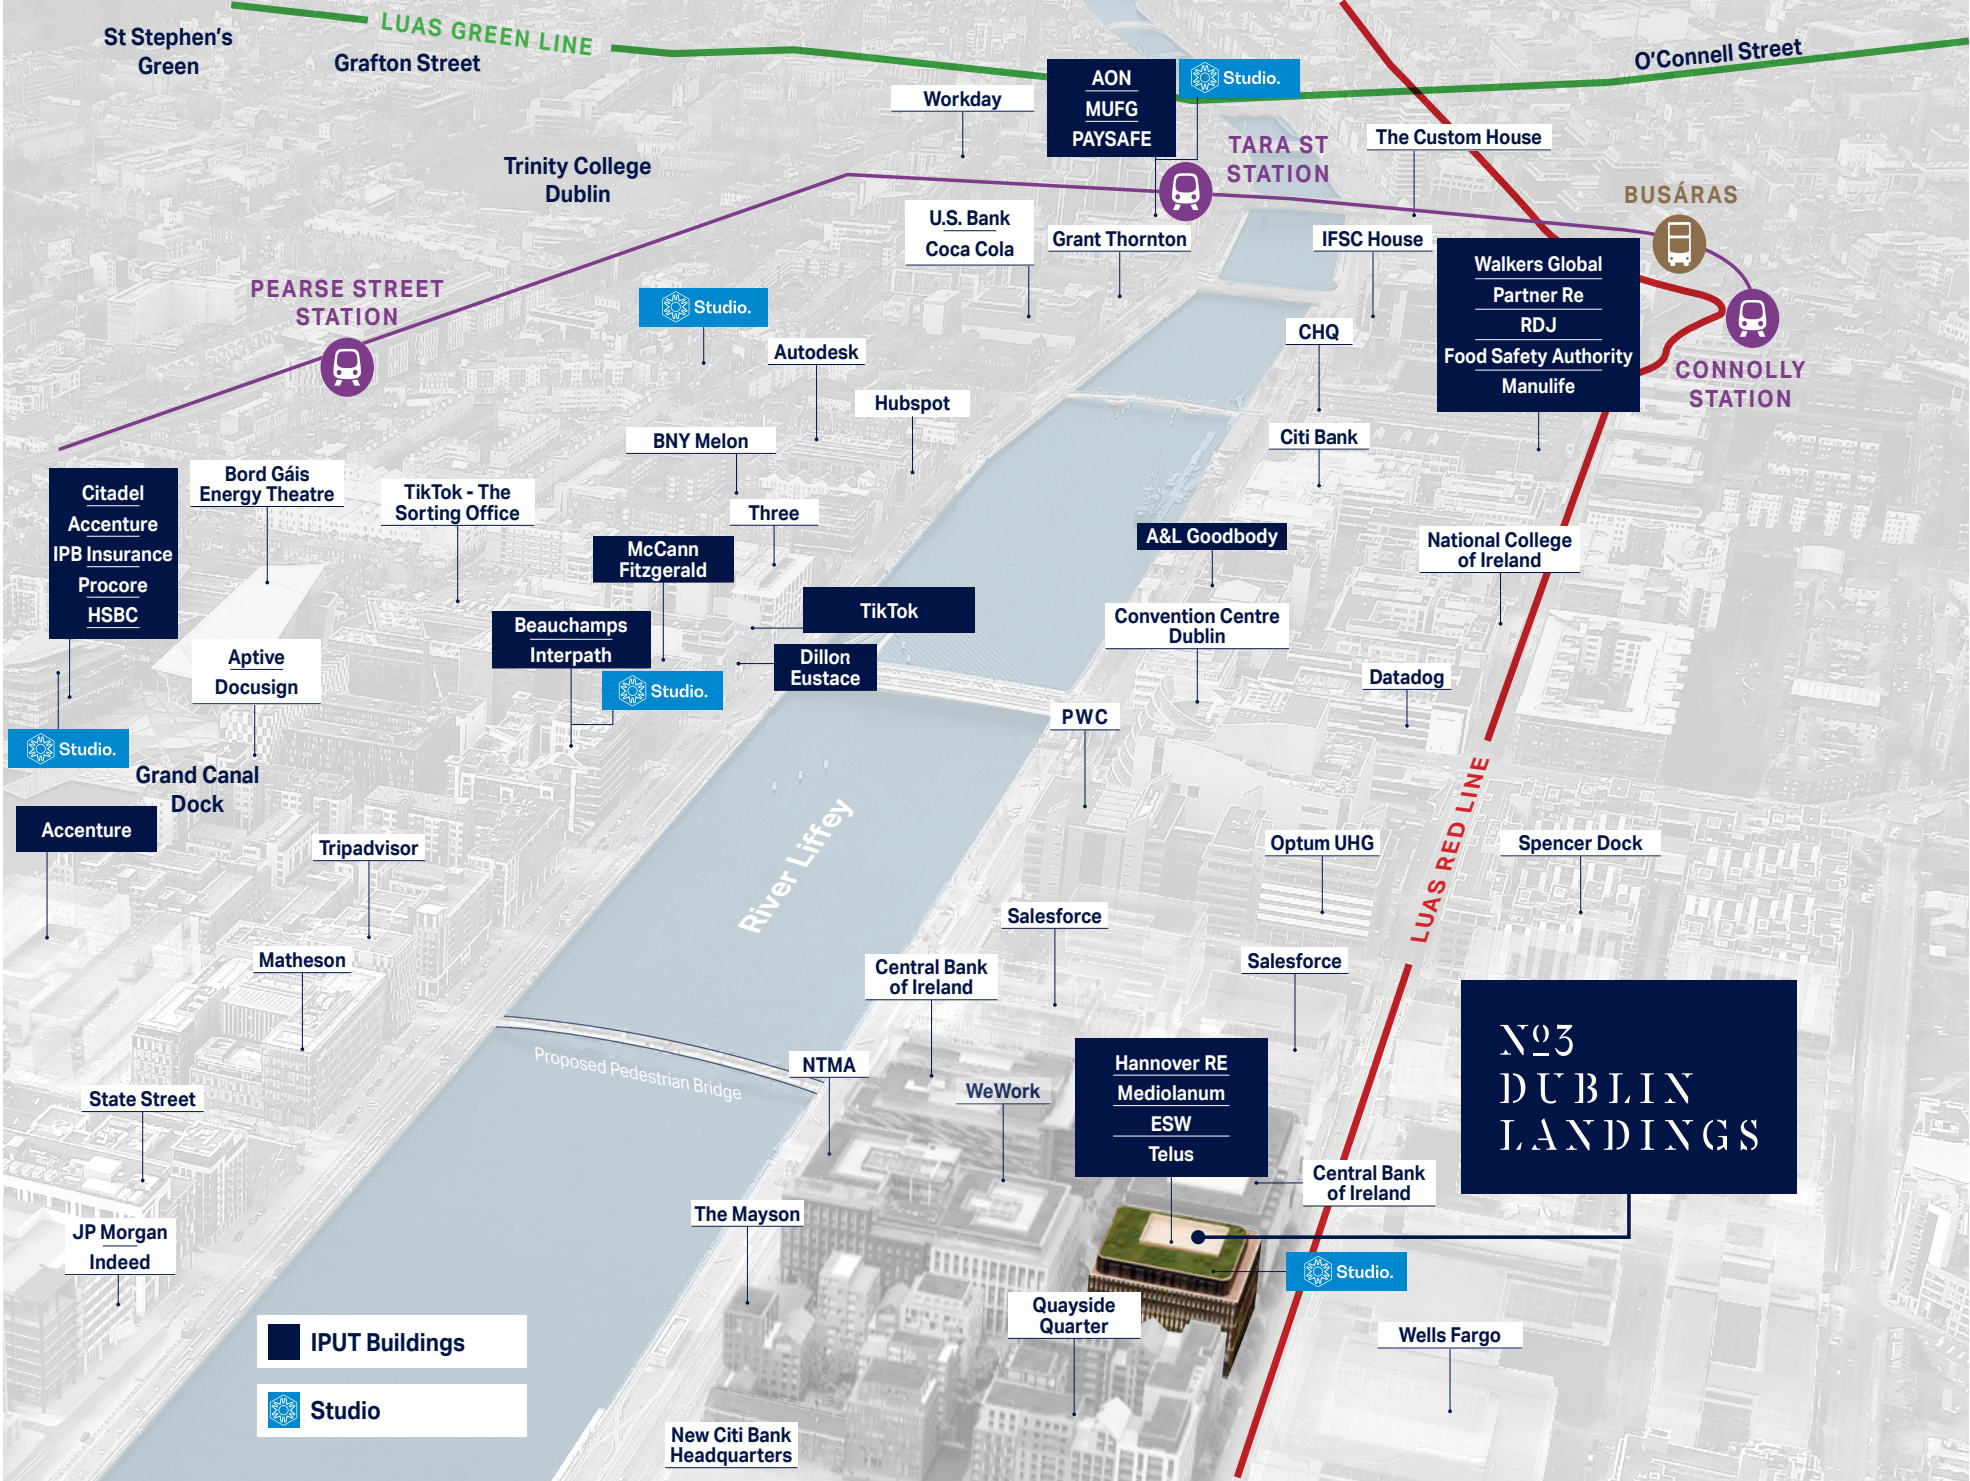 St Stephen's
Green
LUAS GREEN LINE
Grafton Street
O'Connell Street
AON
MUFG
PAYSAFE
Studio.
Workday
TARA ST
STATION
The Custom House
Trinity College
Dublin
BUSÁRAS
U.S. Bank
Coca Cola
Grant Thornton
IFSC House
Walkers Global
Partner Re
RDJ
Food Safety Authority
Manulife
PEARSE STREET
STATION
Studio.
CHQ
CONNOLLY
STATION
Autodesk
Hubspot
BNY Melon
Citi Bank
Citadel
Accenture
IPB Insurance
Procore
HSBC
Bord Gáis
Energy Theatre
TikTok - The
Sorting Office
Three
McCann
Fitzgerald
A&L Goodbody
National College
of Ireland
TikTok
Beauchamps
Interpath
Convention Centre
Dublin
Dillon
Eustace
Aptive
Docusign
Studio.
Datadog
PWC
Studio.
Grand Canal
Dock
Accenture
Tripadvisor
River Liffey
LUAS RED LINE
Optum UHG
Spencer Dock
Salesforce
Matheson
Central Bank
of Ireland
Salesforce
Proposed Pedestrian Bridge
NTMA
WeWork
Hannover RE
Mediolanum
ESW
Telus
Nº3
DUBLIN
LANDINGS
State Street
Central Bank
of Ireland
The Mayson
JP Morgan
Indeed
Studio.
Quayside
Quarter
Wells Fargo
IPUT Buildings
Studio
New Citi Bank
Headquarters